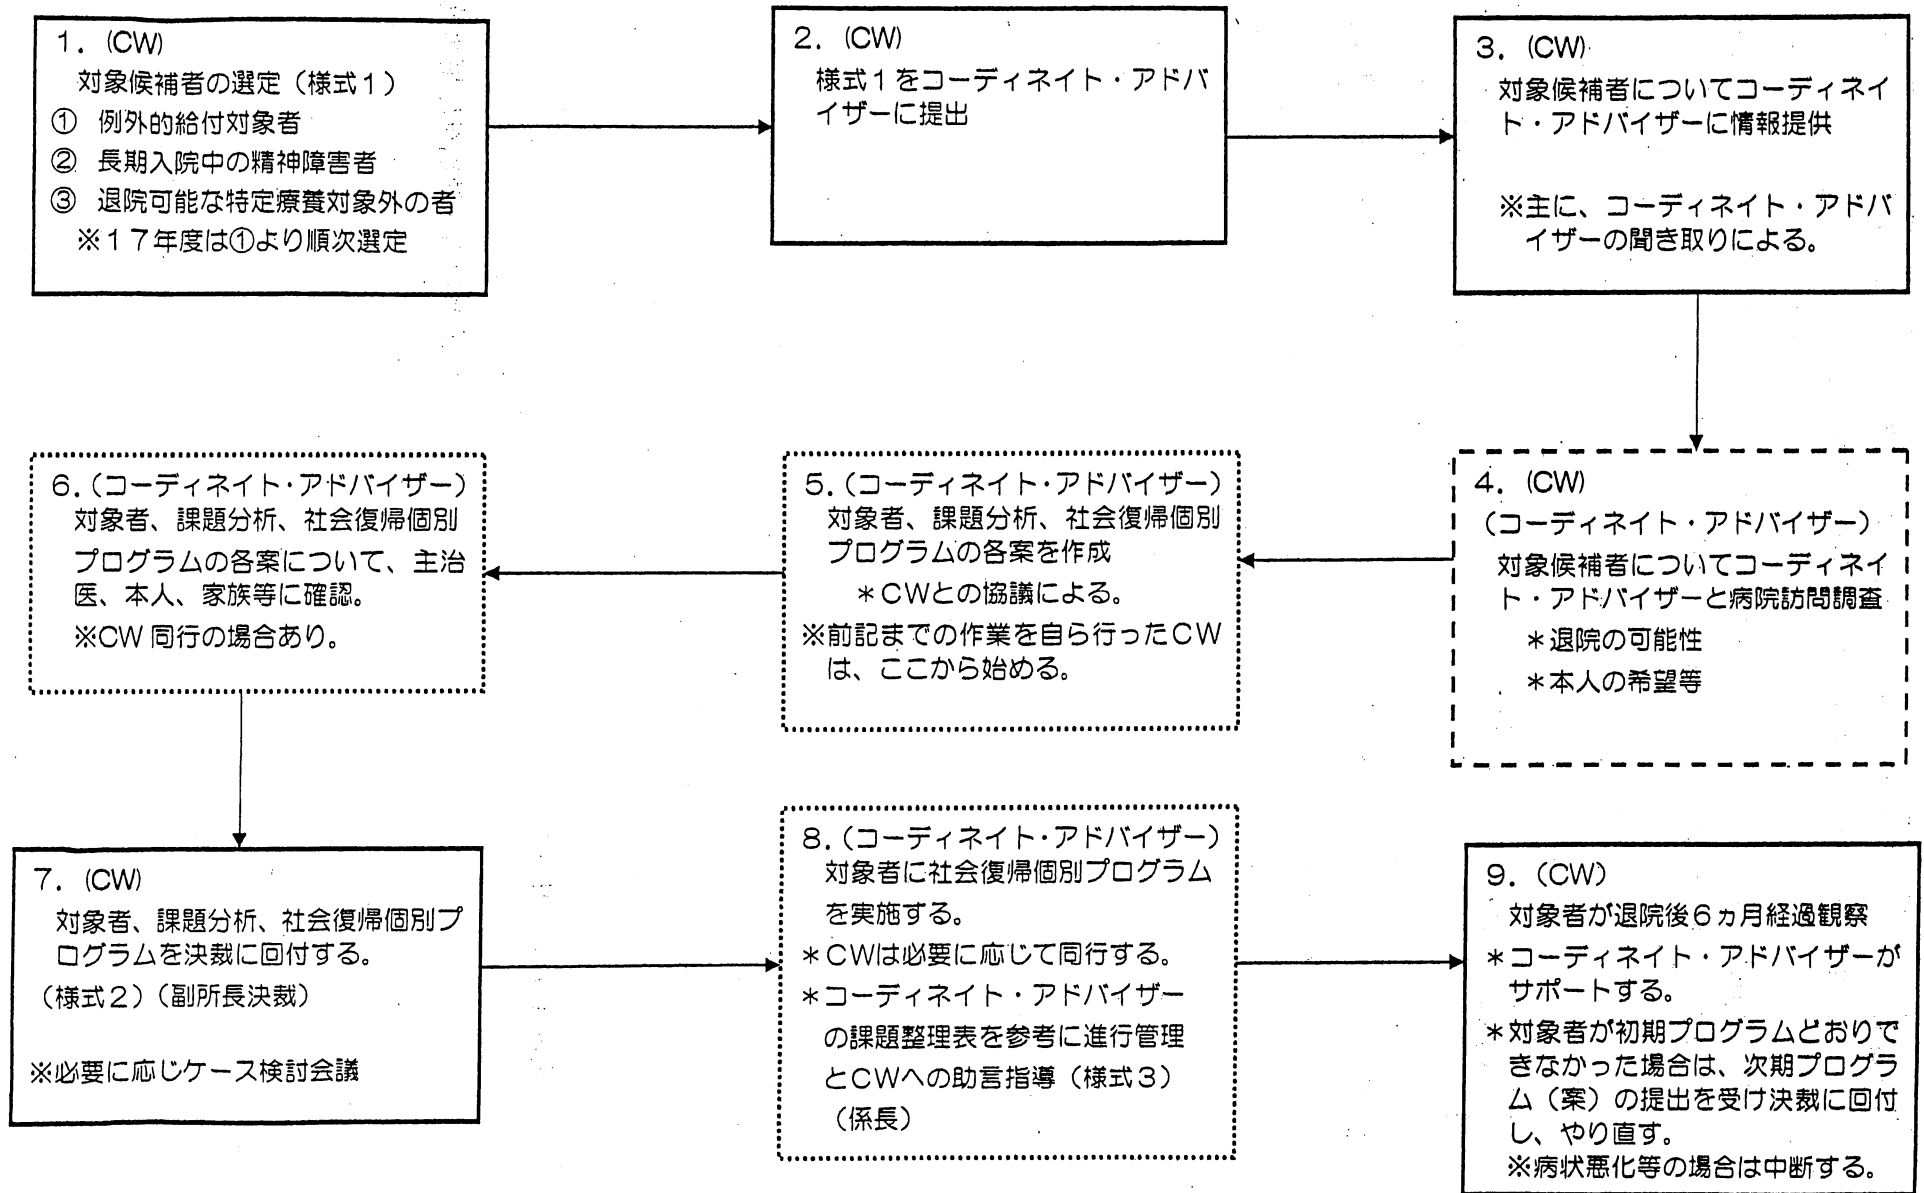 1. (CW)
対象候補者の選定（様式1）
① 例外的給付対象者
② 長期入院中の精神障害者
③ 退院可能な特定療養対象外の者
※17年度は①より順次選定
2. (CW)
様式1をコーディネイト・アドバ
イザーに提出
3. (CW)
対象候補者についてコーディネイ
ト・アドバイザーに情報提供
※主に、コーディネイト・アドバ
イザーの聞き取りによる。
4. (CW)
（コーディネイト・アドバイザー）
対象候補者についてコーディネイ
ト・アドバイザーと病院訪問調査
＊退院の可能性
＊本人の希望等
5.（コーディネイト・アドバイザー）
対象者、課題分析、社会復帰個別
プログラムの各案を作成
＊CWとの協議による。
※前記までの作業を自ら行ったCW
は、ここから始める。
6.（コーディネイト・アドバイザー）
対象者、課題分析、社会復帰個別
プログラムの各案について、主治
医、本人、家族等に確認。
※CW同行の場合あり。
7. (CW)
対象者、課題分析、社会復帰個別プ
ログラムを決裁に回付する。
（様式2）（副所長決裁）
※必要に応じケース検討会議
8.（コーディネイト・アドバイザー）
対象者に社会復帰個別プログラム
を実施する。
＊CWは必要に応じて同行する。
＊コーディネイト・アドバイザー
の課題整理表を参考に進行管理
とCWへの助言指導（様式3）
（係長）
9.（CW）
対象者が退院後6ヵ月経過観察
＊コーディネイト・アドバイザーが
サポートする。
＊対象者が初期プログラムどおりで
きなかった場合は、次期プログラ
ム（案）の提出を受け決裁に回付
し、やり直す。
※病状悪化等の場合は中断する。